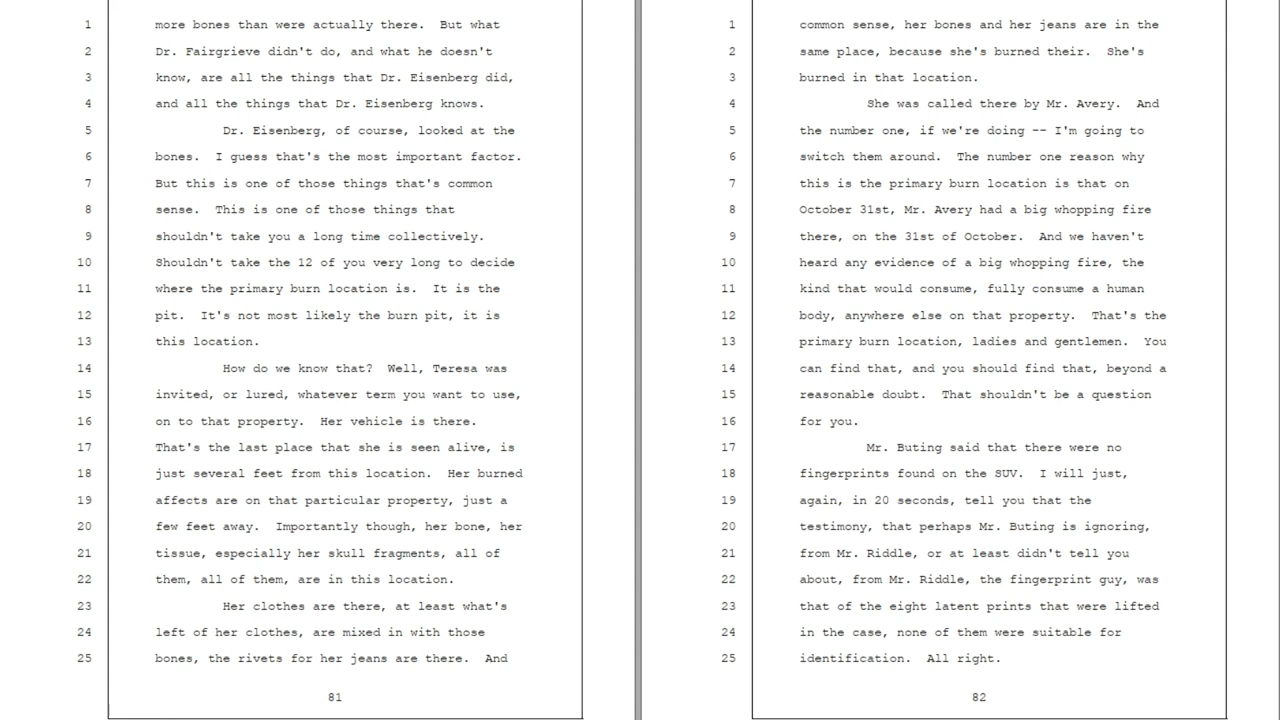 1 more bones than were actually there. But what
2 Dr. Fairgrieve didn't do, and what he doesn't
3 know, are all the things that Dr. Eisenberg did,
4 and all the things that Dr. Eisenberg knows.
5 Dr. Eisenberg, of course, looked at the
6 bones. I guess that's the most important factor.
7 But this is one of those things that's common
8 sense. This is one of those things that
9 shouldn't take you a long time collectively.
10 Shouldn't take the 12 of you very long to decide
11 where the primary burn location is. It is the
12 pit. It's not most likely the burn pit, it is
13 this location.
14 How do we know that? Well, Teresa was
15 invited, or lured, whatever term you want to use,
16 on to that property. Her vehicle is there.
17 That's the last place that she is seen alive, is
18 just several feet from this location. Her burned
19 affects are on that particular property, just a
20 few feet away. Importantly though, her bone, her
21 tissue, especially her skull fragments, all of
22 them, all of them, are in this location.
23 Her clothes are there, at least what's
24 left of her clothes, are mixed in with those
25 bones, the rivets for her jeans are there. And
81
1 common sense, her bones and her jeans are in the
2 same place, because she's burned their. She's
3 burned in that location.
4 She was called there by Mr. Avery. And
5 the number one, if we're doing -- I'm going to
6 switch them around. The number one reason why
7 this is the primary burn location is that on
8 October 31st, Mr. Avery had a big whopping fire
9 there, on the 31st of October. And we haven't
10 heard any evidence of a big whopping fire, the
11 kind that would consume, fully consume a human
12 body, anywhere else on that property. That's the
13 primary burn location, ladies and gentlemen. You
14 can find that, and you should find that, beyond a
15 reasonable doubt. That shouldn't be a question
16 for you.
17 Mr. Buting said that there were no
18 fingerprints found on the SUV. I will just,
19 again, in 20 seconds, tell you that the
20 testimony, that perhaps Mr. Buting is ignoring,
21 from Mr. Riddle, or at least didn't tell you
22 about, from Mr. Riddle, the fingerprint guy, was
23 that of the eight latent prints that were lifted
24 in the case, none of them were suitable for
25 identification. All right.
82